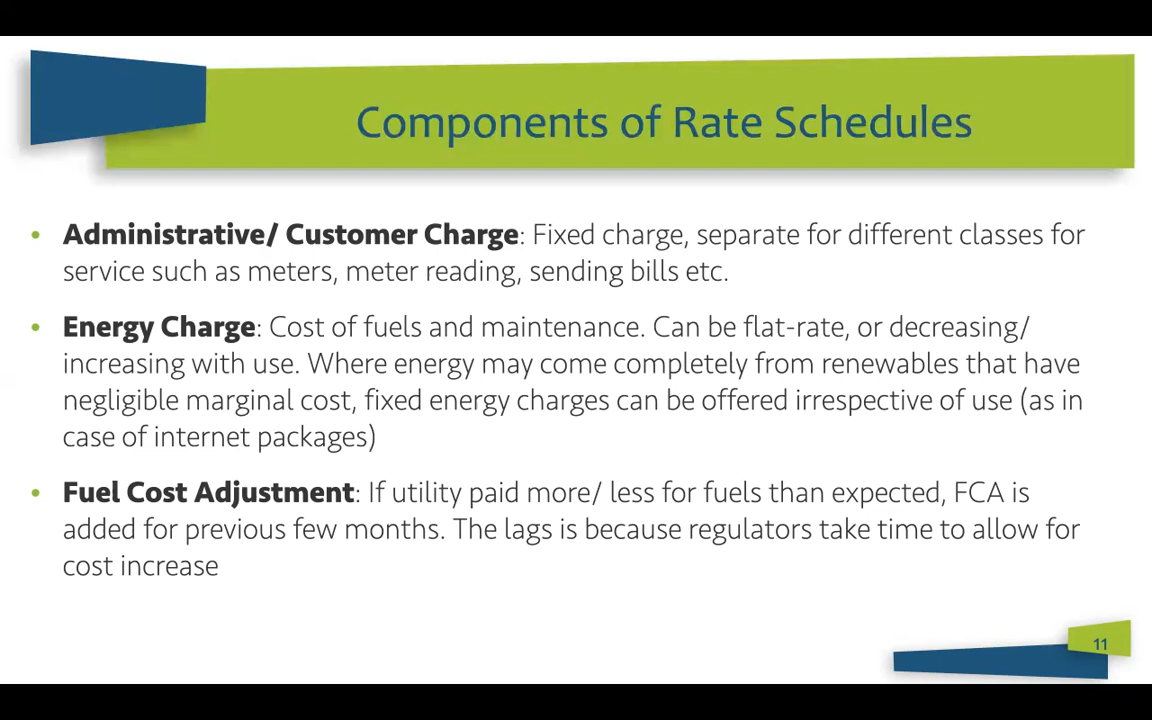 Components of Rate Schedules
• Administrative/ Customer Charge: Fixed charge, separate for different classes for
service such as meters, meter reading, sending bills etc.
• Energy Charge: Cost of fuels and maintenance. Can be flat-rate, or decreasing/
increasing with use. Where energy may come completely from renewables that have
negligible marginal cost, fixed energy charges can be offered irrespective of use (as in
case of internet packages)
• Fuel Cost Adjustment: If utility paid more/ less for fuels than expected, FCA is
added for previous few months. The lags is because regulators take time to allow for
cost increase
11